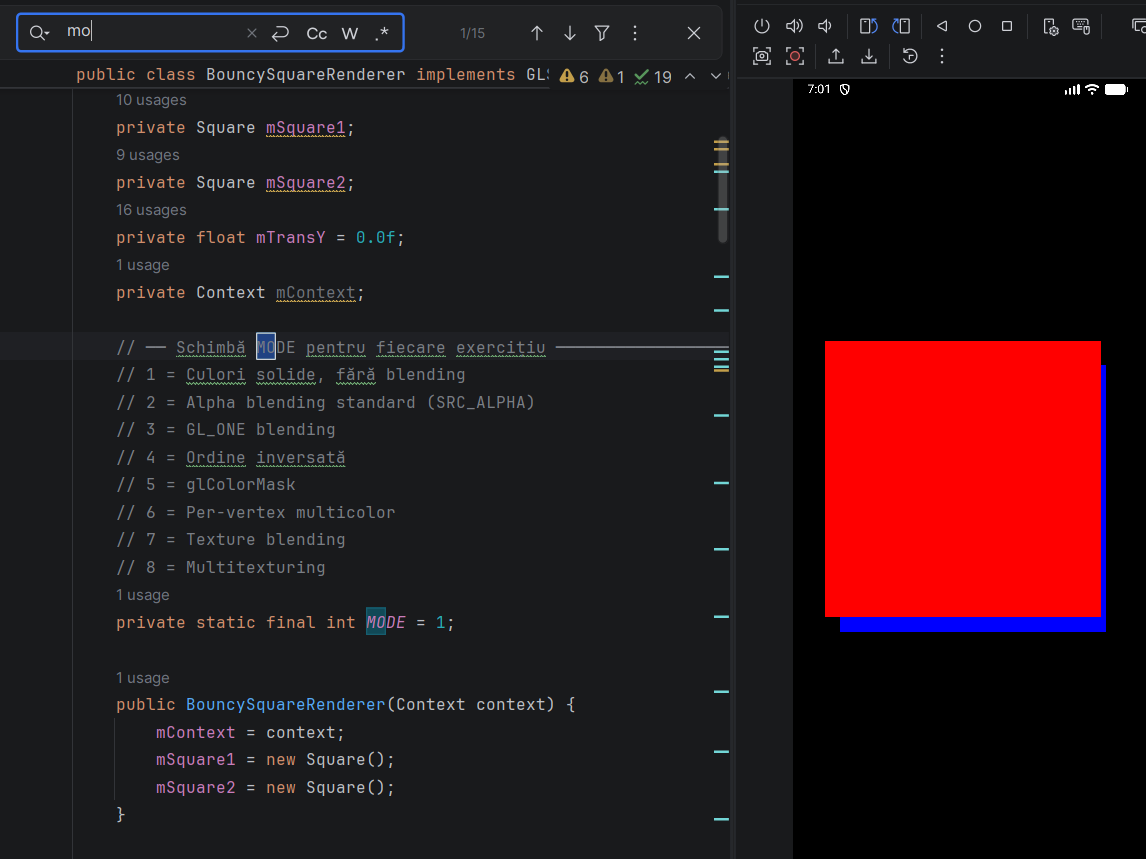 mo
Cc W .*
1/15
public class BouncySquareRenderer implements GLS
6 1 19
10 usages
private Square mSquare1;
9 usages
private Square mSquare2;
16 usages
private float mTransY = 0.0f;
1 usage
private Context mContext;
// ── Schimbă MODE pentru fiecare exercițiu ──────────────────
// 1 = Culori solide, fără blending
// 2 = Alpha blending standard (SRC_ALPHA)
// 3 = GL_ONE blending
// 4 = Ordine inversată
// 5 = glColorMask
// 6 = Per-vertex multicolor
// 7 = Texture blending
// 8 = Multitexturing
1 usage
private static final int MODE = 1;
1 usage
public BouncySquareRenderer(Context context) {
mContext = context;
mSquare1 = new Square();
mSquare2 = new Square();
}
7:01